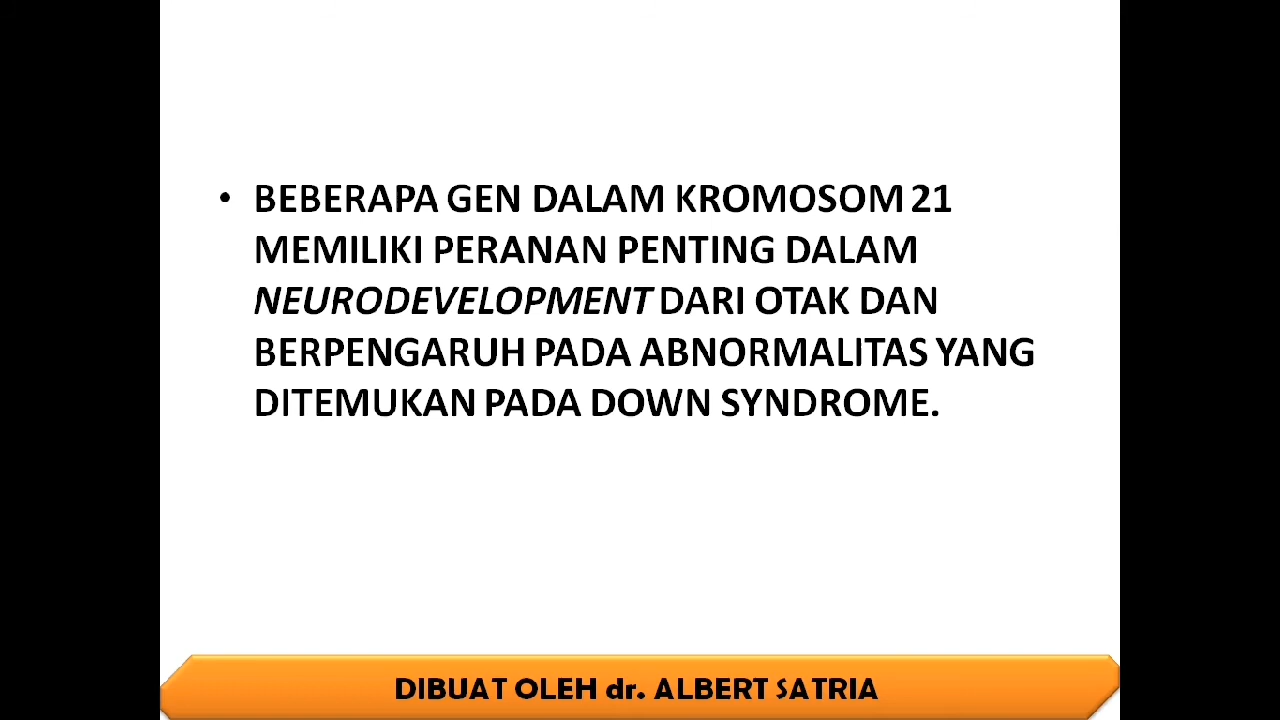 • BEBERAPA GEN DALAM KROMOSOM 21
MEMILIKI PERANAN PENTING DALAM
NEURODEVELOPMENT DARI OTAK DAN
BERPENGARUH PADA ABNORMALITAS YANG
DITEMUKAN PADA DOWN SYNDROME.
DIBUAT OLEH dr. ALBERT SATRIA